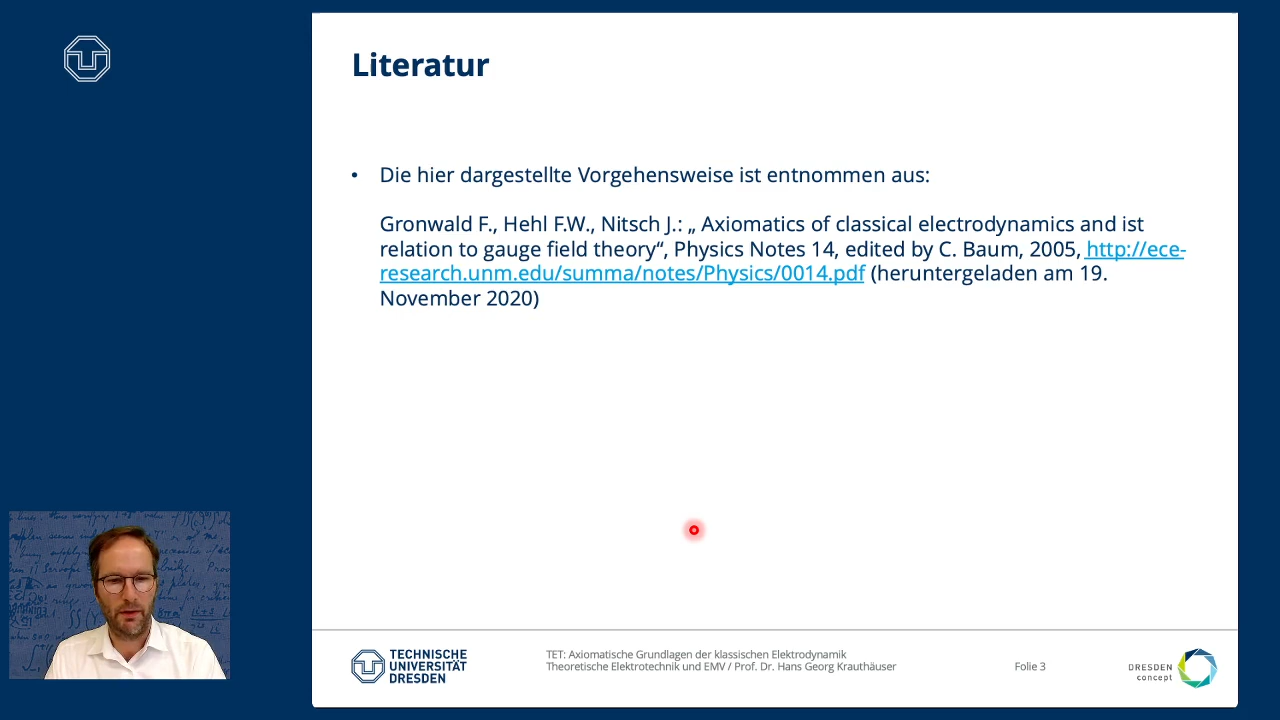 Literatur
• Die hier dargestellte Vorgehensweise ist entnommen aus:
Gronwald F., Hehl F.W., Nitsch J.: „ Axiomatics of classical electrodynamics and ist
relation to gauge field theory“, Physics Notes 14, edited by C. Baum, 2005, http://ece-
research.unm.edu/summa/notes/Physics/0014.pdf (heruntergeladen am 19.
November 2020)
TECHNISCHE
UNIVERSITÄT
DRESDEN
TET: Axiomatische Grundlagen der klassischen Elektrodynamik
Theoretische Elektrotechnik und EMV / Prof. Dr. Hans Georg Krauthäuser
Folie 3
DRESDEN
concept